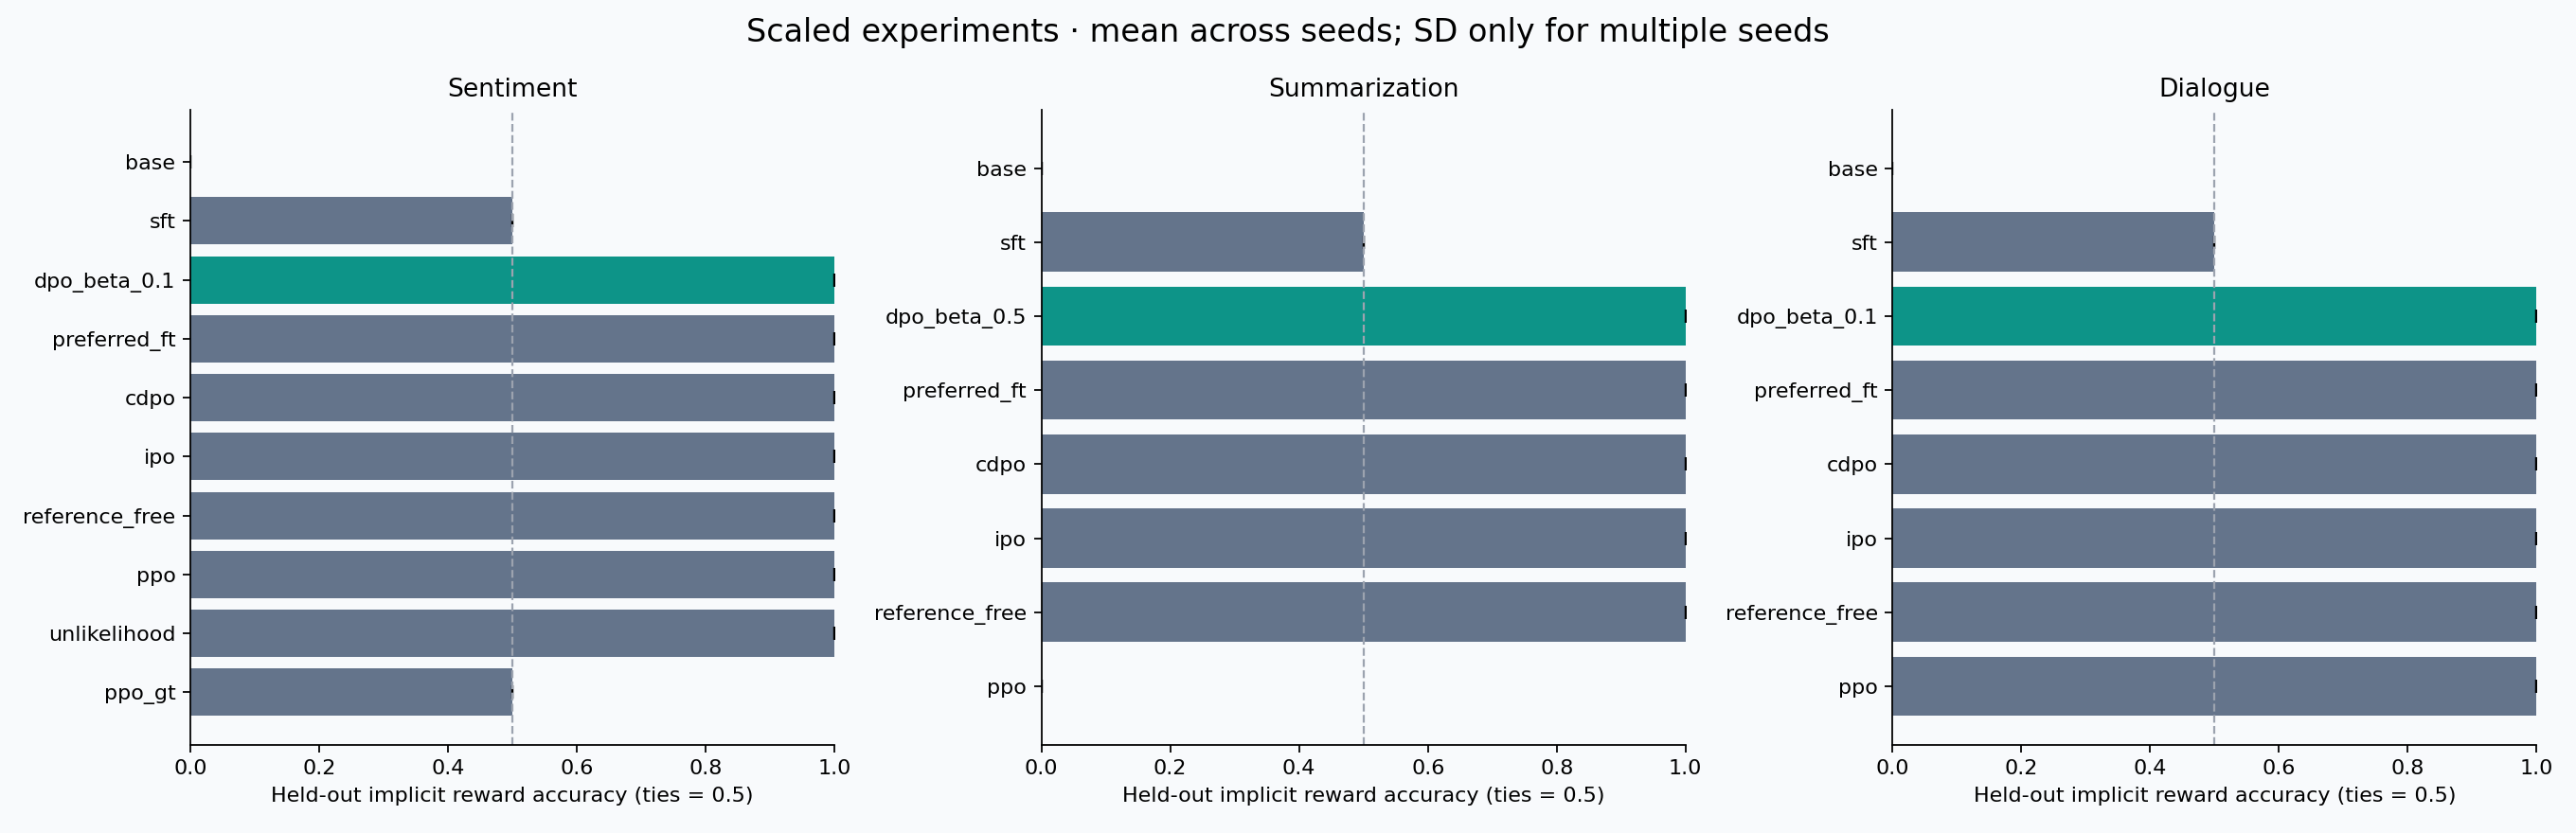 Scaled experiments · mean across seeds; SD only for multiple seeds
Sentiment
base
sft
dpo_beta_0.1
preferred_ft
cdpo
ipo
reference_free
ppo
unlikelihood
ppo_gt
0.0 0.2 0.4 0.6 0.8 1.0
Held-out implicit reward accuracy (ties = 0.5)
Summarization
base
sft
dpo_beta_0.5
preferred_ft
cdpo
ipo
reference_free
ppo
0.0 0.2 0.4 0.6 0.8 1.0
Held-out implicit reward accuracy (ties = 0.5)
Dialogue
base
sft
dpo_beta_0.1
preferred_ft
cdpo
ipo
reference_free
ppo
0.0 0.2 0.4 0.6 0.8 1.0
Held-out implicit reward accuracy (ties = 0.5)